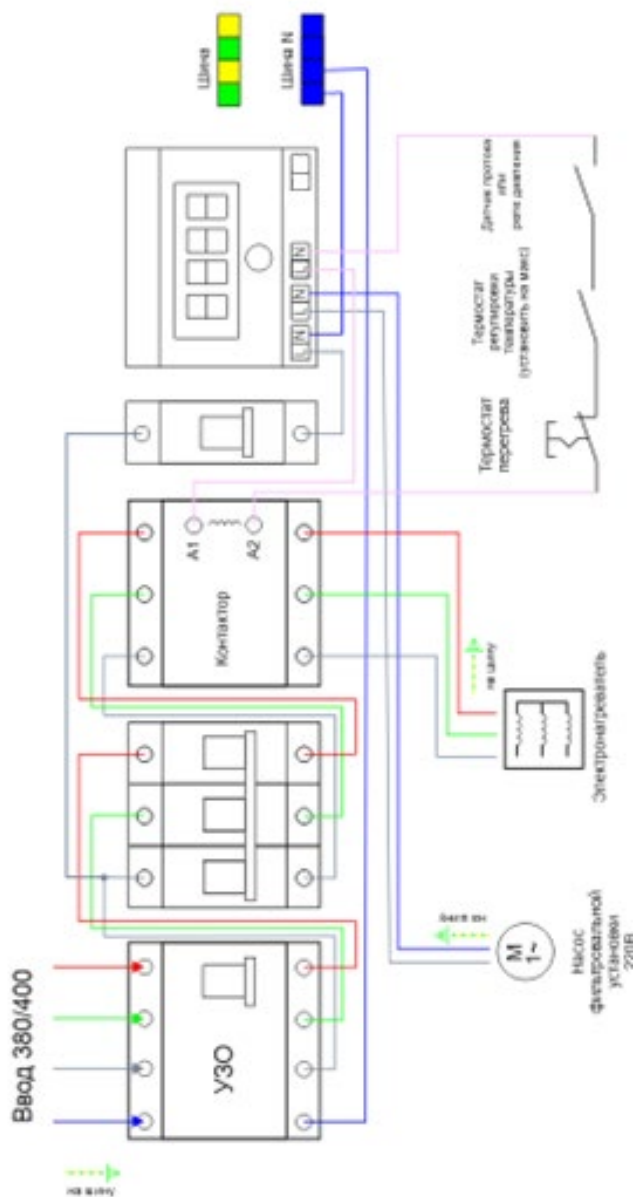 Ввод 380/400
на шину
УЗО
Контактор
A1
A2
L N
L N
L N
Шина
Шина N
M
1~
Насос
фильтровальной
установки
220В
на шину
Электронагреватель
на шину
Термостат
перегрева
Термостат
регулировки
температуры
(установить на макс)
Датчик протока
или
реле давления